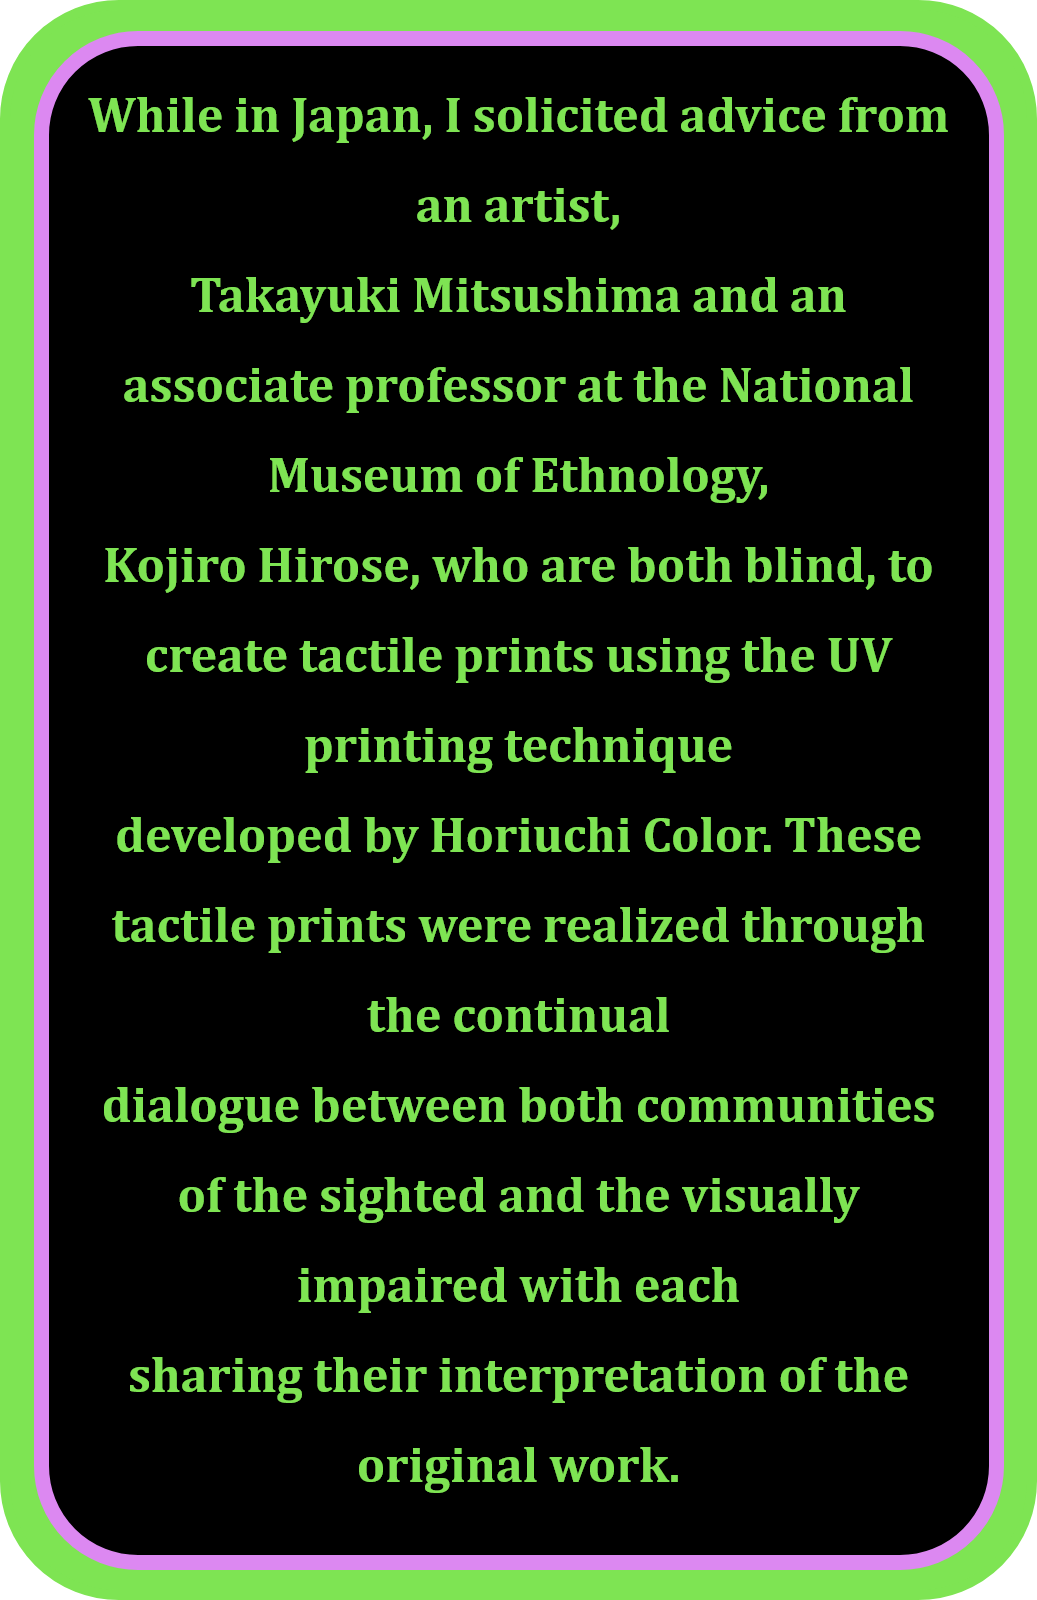 While in Japan, I solicited advice from
an artist,
Takayuki Mitsushima and an
associate professor at the National
Museum of Ethnology,
Kojiro Hirose, who are both blind, to
create tactile prints using the UV
printing technique
developed by Horiuchi Color. These
tactile prints were realized through
the continual
dialogue between both communities
of the sighted and the visually
impaired with each
sharing their interpretation of the
original work.